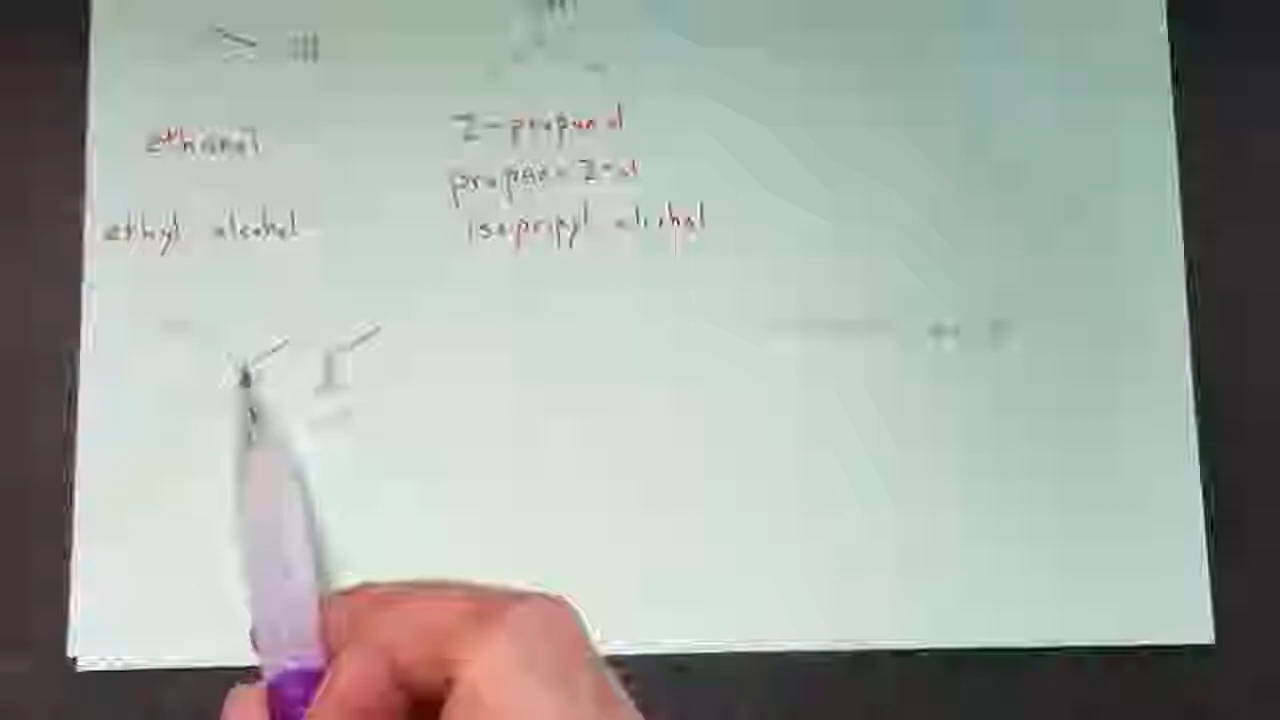 ethanol
2-propanol
propan-2-ol
ethyl alcohol
isopropyl alcohol